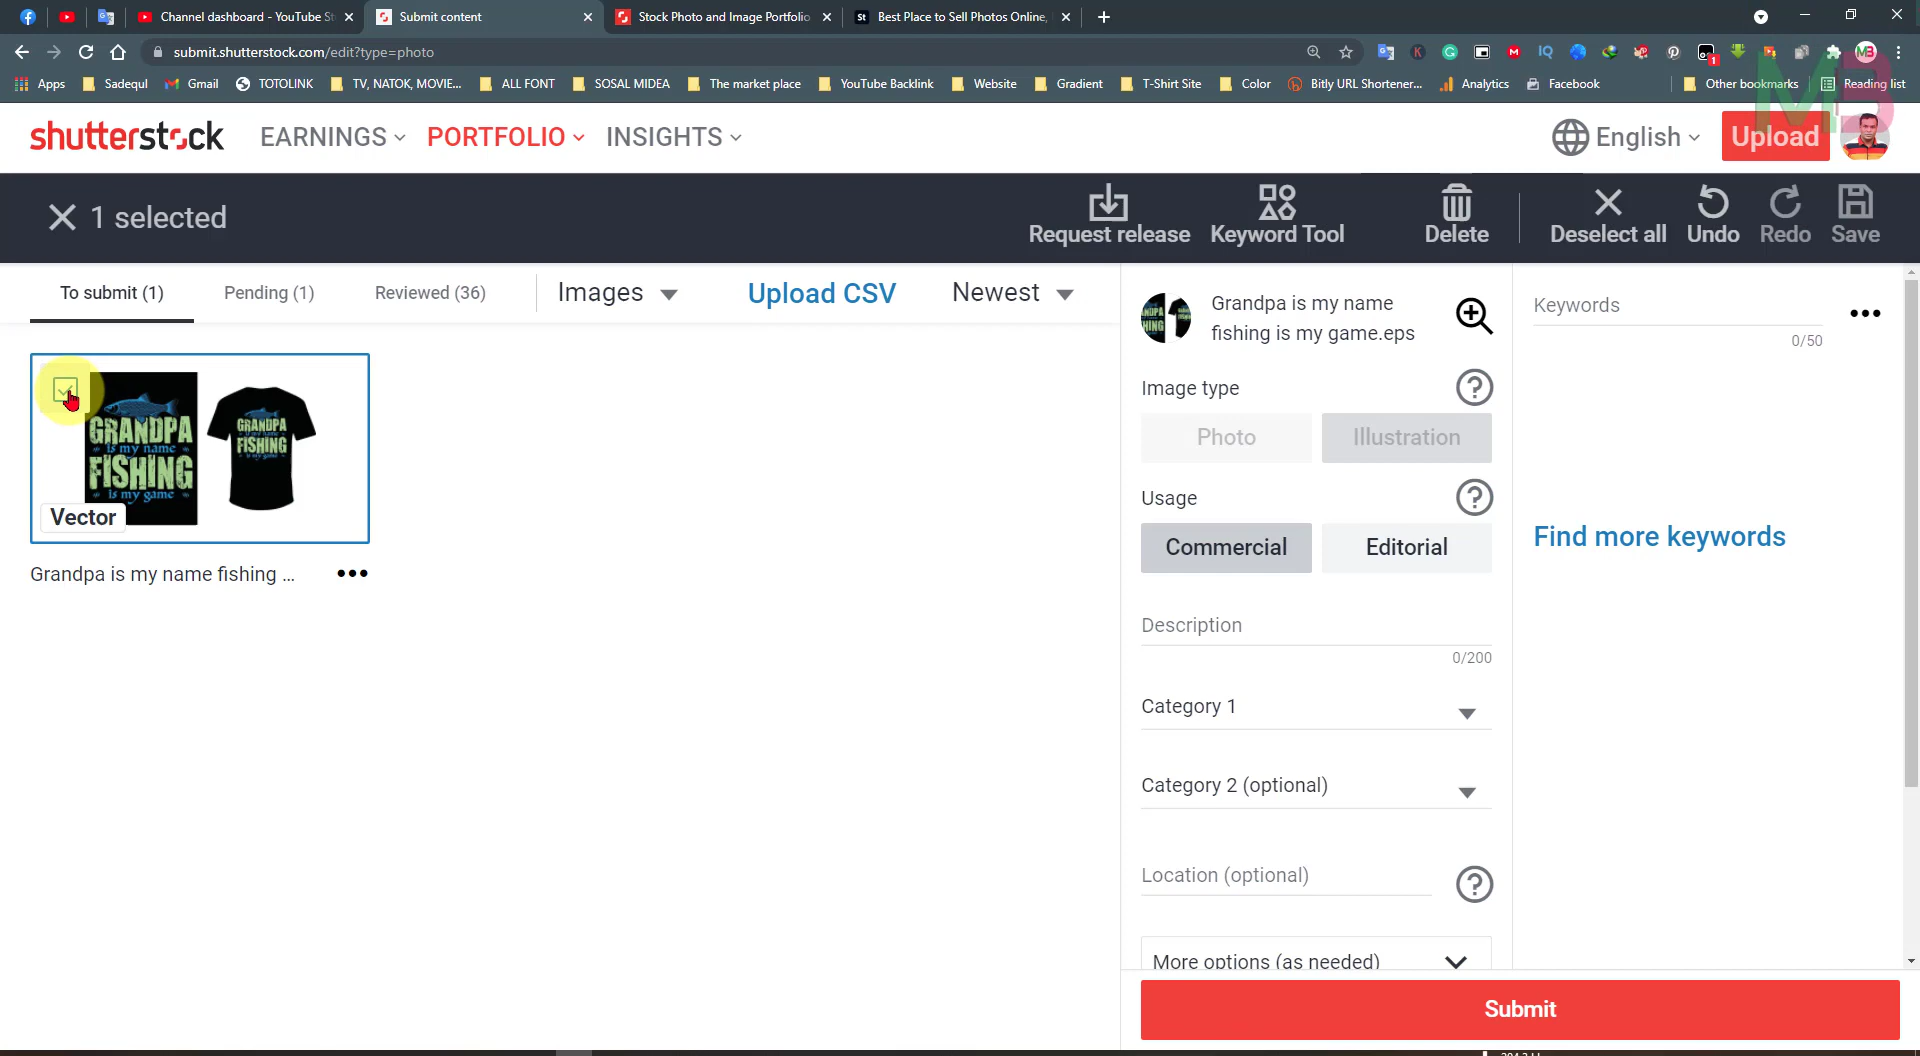 Channel dashboard - YouTube St
Submit content
Stock Photo and Image Portfolio
St
Best Place to Sell Photos Online,
submit.shutterstock.com/edit?type=photo
Apps
Sadequl
Gmail
TOTOLINK
TV, NATOK, MOVIE...
ALL FONT
SOSAL MIDEA
The market place
YouTube Backlink
Website
Gradient
T-Shirt Site
Color
Bitly URL Shortener...
Analytics
Facebook
Other bookmarks
Reading list
shutterstock
EARNINGS
PORTFOLIO
INSIGHTS
English
Upload
1 selected
Request release
Keyword Tool
Delete
Deselect all
Undo
Redo
Save
To submit (1)
Pending (1)
Reviewed (36)
Images
Upload CSV
Newest
GRANDPA
is my name
FISHING
is my game
GRANDPA
FISHING
Vector
Grandpa is my name fishing ...
Grandpa is my name
fishing is my game.eps
Image type
Photo
Illustration
Usage
Commercial
Editorial
Description
0/200
Category 1
Category 2 (optional)
Location (optional)
More options (as needed)
Keywords
0/50
Find more keywords
Submit